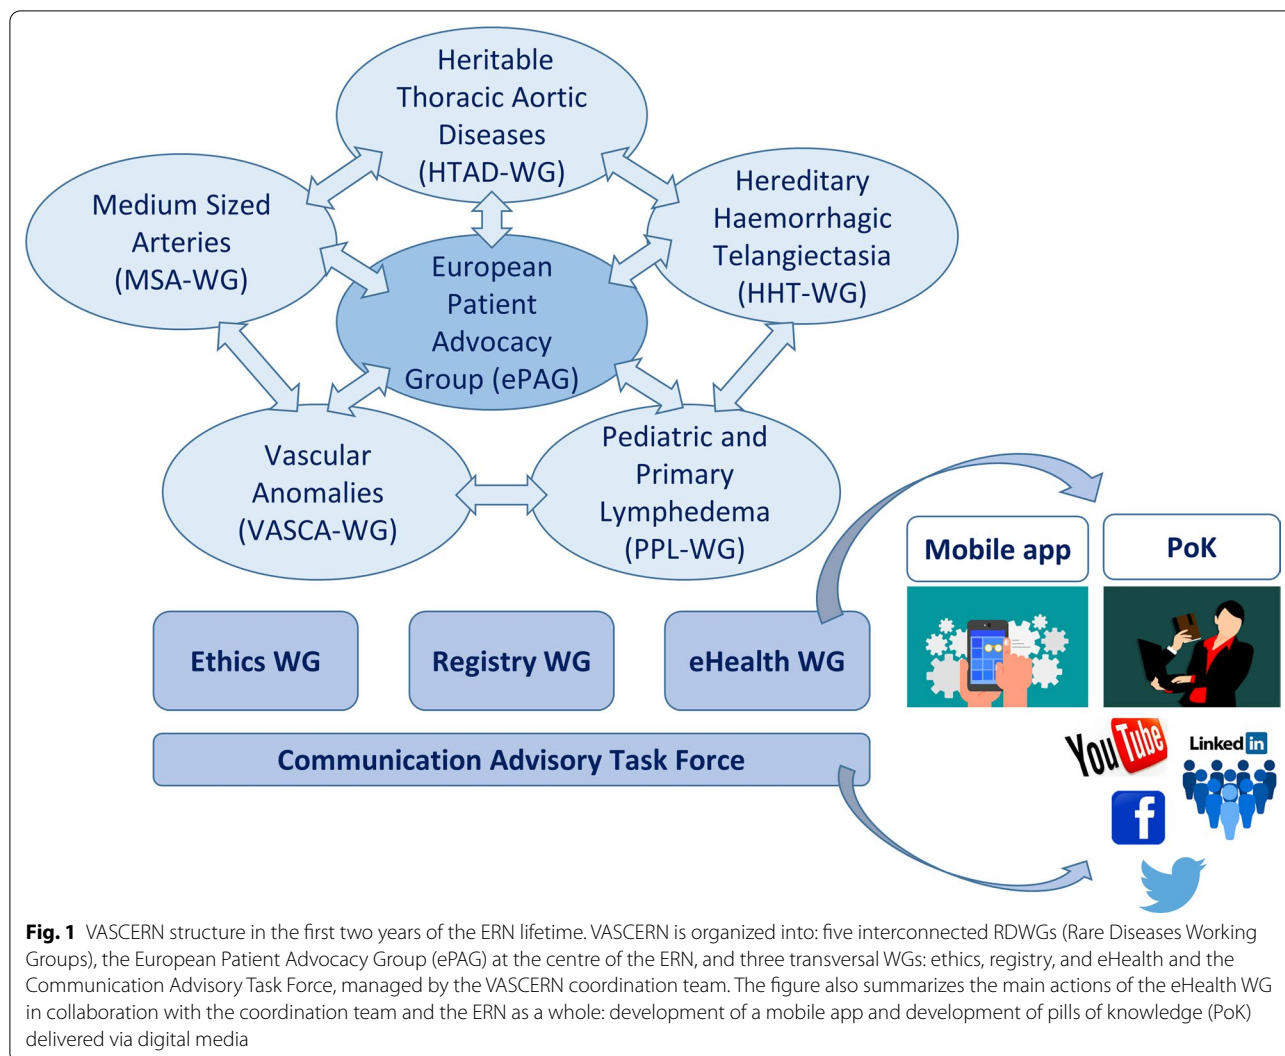 Heritable
Thoracic Aortic
Diseases
(HTAD-WG)
Medium Sized
Arteries
(MSA-WG)
Hereditary
Haemorrhagic
Telangiectasia
(HHT-WG)
European
Patient
Advocacy
Group (ePAG)
Vascular
Anomalies
(VASCA-WG)
Pediatric and
Primary
Lymphedema
(PPL-WG)
Mobile app
PoK
Ethics WG
Registry WG
eHealth WG
Communication Advisory Task Force
YouTube
Linked in
f
Fig. 1 VASCERN structure in the first two years of the ERN lifetime. VASCERN is organized into: five interconnected RDWGs (Rare Diseases Working
Groups), the European Patient Advocacy Group (ePAG) at the centre of the ERN, and three transversal WGs: ethics, registry, and eHealth and the
Communication Advisory Task Force, managed by the VASCERN coordination team. The figure also summarizes the main actions of the eHealth WG
in collaboration with the coordination team and the ERN as a whole: development of a mobile app and development of pills of knowledge (PoK)
delivered via digital media